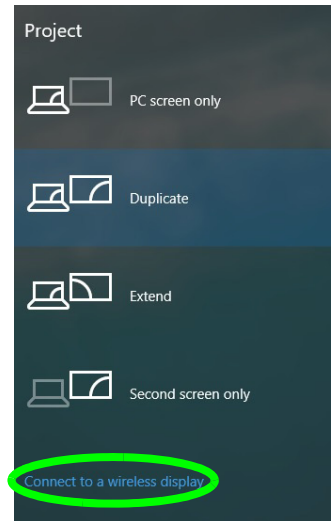 Project
PC screen only
Duplicate
Extend
Second screen only
Connect to a wireless display